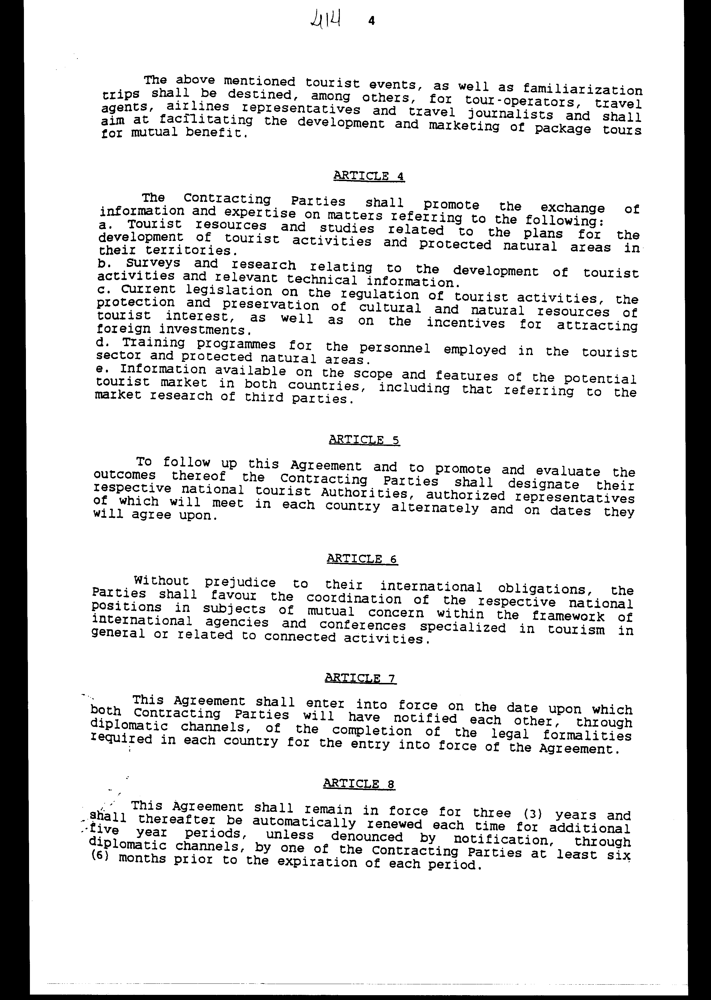 414 4
The above mentioned tourist events, as well as familiarization
trips shall be destined, among others, for tour-operators, travel
agents, airlines representatives and travel journalists and shall
aim at facilitating the development and marketing of package tours
for mutual benefit.
ARTICLE 4
The Contracting Parties shall promote the exchange of
information and expertise on matters referring to the following:
a. Tourist resources and studies related to the plans for the
development of tourist activities and protected natural areas in
their territories.
b. Surveys and research relating to the development of tourist
activities and relevant technical information.
c. Current legislation on the regulation of tourist activities, the
protection and preservation of cultural and natural resources of
tourist interest, as well as on the incentives for attracting
foreign investments.
d. Training programmes for the personnel employed in the tourist
sector and protected natural areas.
e. Information available on the scope and features of the potential
tourist market in both countries, including that referring to the
market research of third parties.
ARTICLE 5
To follow up this Agreement and to promote and evaluate the
outcomes thereof the Contracting Parties shall designate their
respective national tourist Authorities, authorized representatives
of which will meet in each country alternately and on dates they
will agree upon.
ARTICLE 6
Without prejudice to their international obligations, the
Parties shall favour the coordination of the respective national
positions in subjects of mutual concern within the framework of
international agencies and conferences specialized in tourism in
general or related to connected activities.
ARTICLE 7
This Agreement shall enter into force on the date upon which
both Contracting Parties will have notified each other, through
diplomatic channels, of the completion of the legal formalities
required in each country for the entry into force of the Agreement.
ARTICLE 8
This Agreement shall remain in force for three (3) years and
shall thereafter be automatically renewed each time for additional
five year periods, unless denounced by notification, through
diplomatic channels, by one of the Contracting Parties at least six
(6) months prior to the expiration of each period.